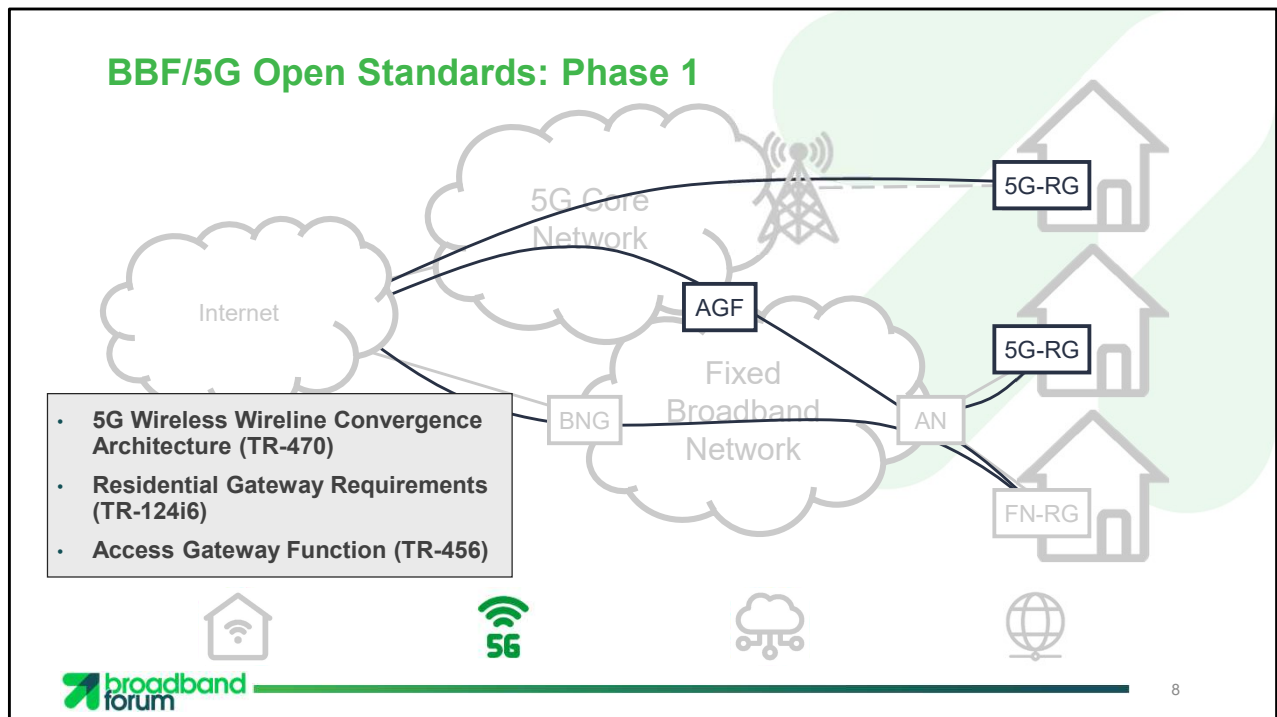 BBF/5G Open Standards: Phase 1
5G Core
Network
5G-RG
Internet
AGF
5G-RG
Fixed
Broadband
Network
BNG
AN
FN-RG
• 5G Wireless Wireline Convergence
Architecture (TR-470)
• Residential Gateway Requirements
(TR-124i6)
• Access Gateway Function (TR-456)
5G
broadband
forum
8